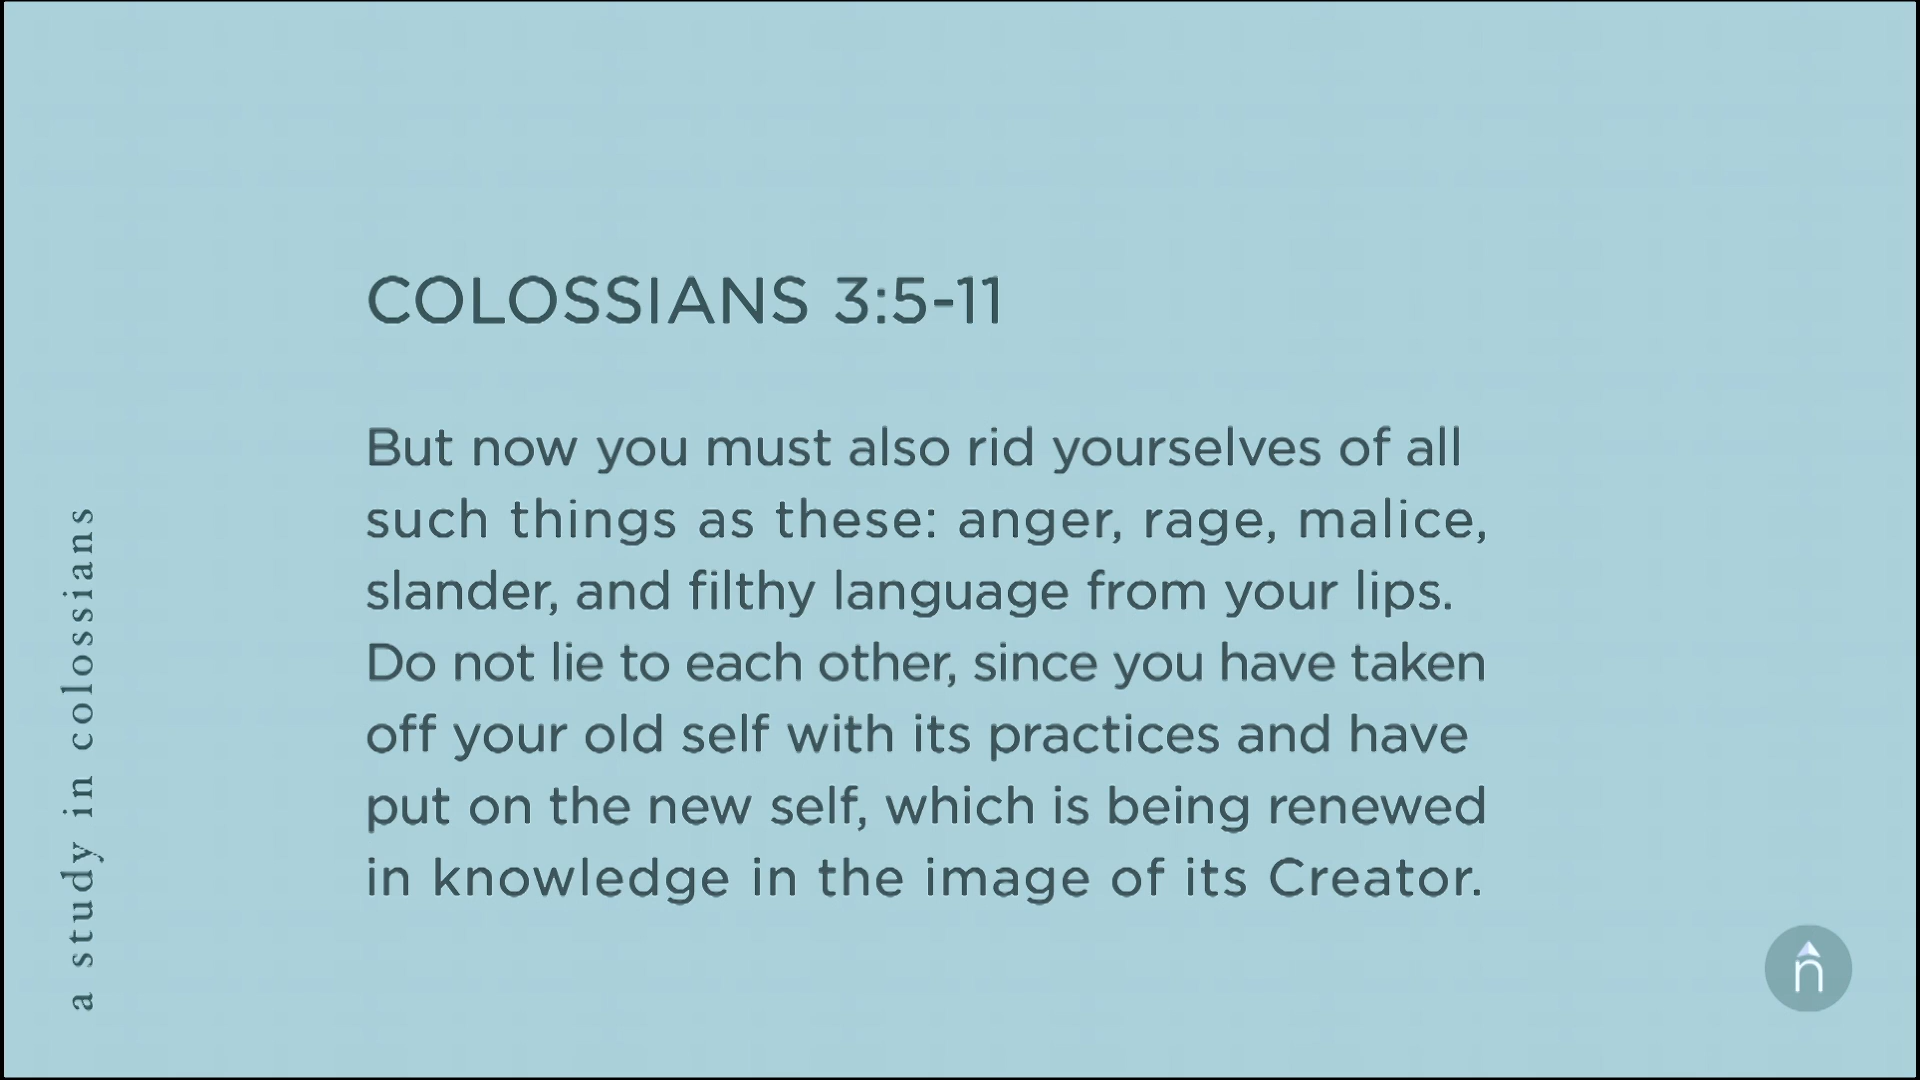 COLOSSIANS 3:5-11
But now you must also rid yourselves of all
such things as these: anger, rage, malice,
slander, and filthy language from your lips.
Do not lie to each other, since you have taken
off your old self with its practices and have
put on the new self, which is being renewed
in knowledge in the image of its Creator.
a study in colossians
n